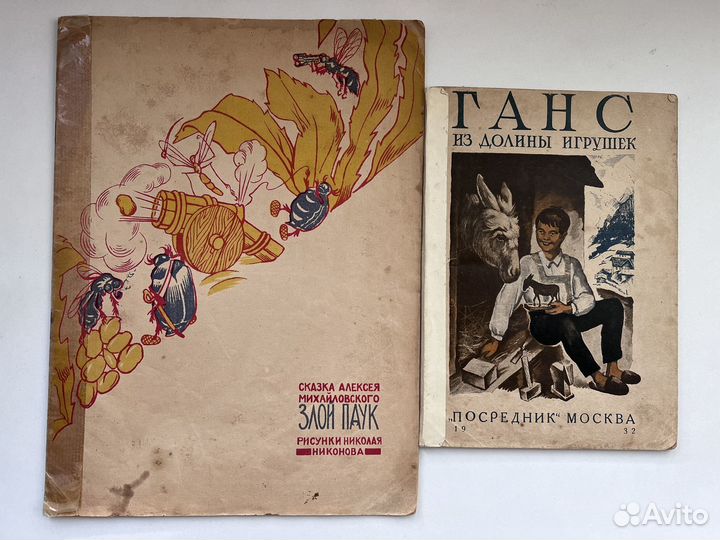 СКАЗКА АЛЕКСЕЯ
МИХАЙЛОВСКОГО
ЗЛОЙ ПАУК
РИСУНКИ НИКОЛАЯ
НИКОНОВА
ГАНС
ИЗ ДОЛИНЫ ИГРУШЕК
„ПОСРЕДНИК“ МОСКВА
19 32
Avito